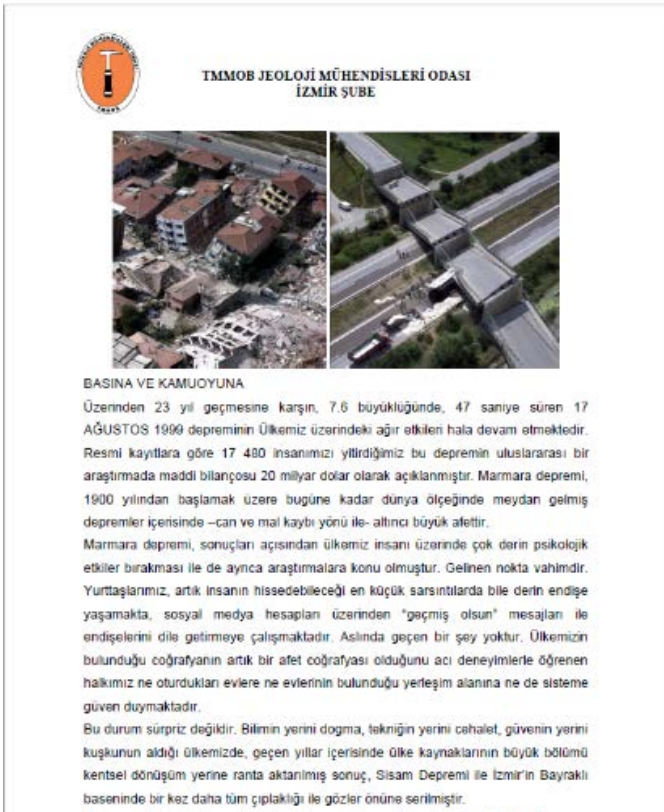 TMMOB JEOLOJİ MÜHENDİSLERİ ODASI
İZMİR ŞUBE
BASINA VE KAMUOYUNA
Üzerinden 23 yıl geçmesine karşın, 7.6 büyüklüğünde, 47 saniye süren 17
AĞUSTOS 1999 depreminin Ülkemiz üzerindeki ağır etkileri hala devam etmektedir.
Resmi kayıtlara göre 17 480 insanımızı yitirdiğimiz bu depremin uluslararası bir
araştırmada maddi bilançosu 20 milyar dolar olarak açıklanmıştır. Marmara depremi,
1900 yılından başlamak üzere bugüne kadar dünya ölçeğinde meydan gelmiş
depremler içerisinde –can ve mal kaybı yönü ile- altıncı büyük afettir.
Marmara depremi, sonuçları açısından ülkemiz insanı üzerinde çok derin psikolojik
etkiler bırakması ile de ayrıca araştırmalara konu olmuştur. Gelinen nokta vahimdir.
Yurttaşlarımız, artık insanın hissedebileceği en küçük sarsıntılarda bile derin endişe
yaşamakta, sosyal medya hesapları üzerinden "geçmiş olsun" mesajları ile
endişelerini dile getirmeye çalışmaktadır. Aslında geçen bir şey yoktur. Ülkemizin
bulunduğu coğrafyanın artık bir afet coğrafyası olduğunu acı deneyimlerle öğrenen
halkımız ne oturdukları evlere ne evlerinin bulunduğu yerleşim alanına ne de sisteme
güven duymaktadır.
Bu durum sürpriz değildir. Bilimin yerini dogma, tekniğin yerini cehalet, güvenin yerini
kuşkunun aldığı ülkemizde, geçen yıllar içerisinde ülke kaynaklarının büyük bölümü
kentsel dönüşüm yerine ranta aktarılmış sonuç, Sisam Depremi ile İzmir'in Bayraklı
baseninde bir kez daha tüm çıplaklığı ile gözler önüne serilmiştir.